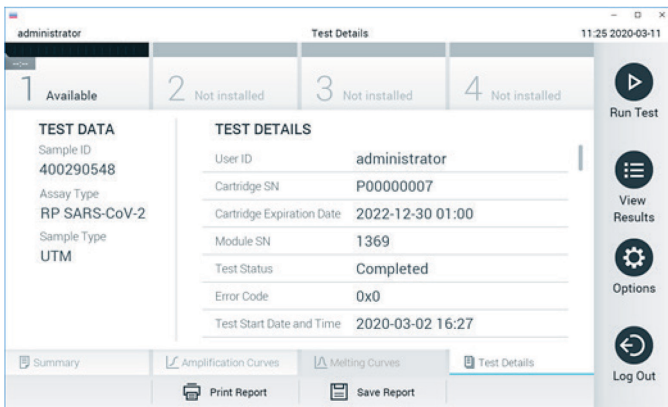 administrator Test Details 11:25 2020-03-11
1 Available 2 Not installed 3 Not installed 4 Not installed
Run Test
View
Results
Options
Log Out
TEST DATA
Sample ID
400290548
Assay Type
RP SARS-CoV-2
Sample Type
UTM
TEST DETAILS
User ID administrator
Cartridge SN P00000007
Cartridge Expiration Date 2022-12-30 01:00
Module SN 1369
Test Status Completed
Error Code 0x0
Test Start Date and Time 2020-03-02 16:27
Summary Amplification Curves Melting Curves Test Details
Print Report Save Report